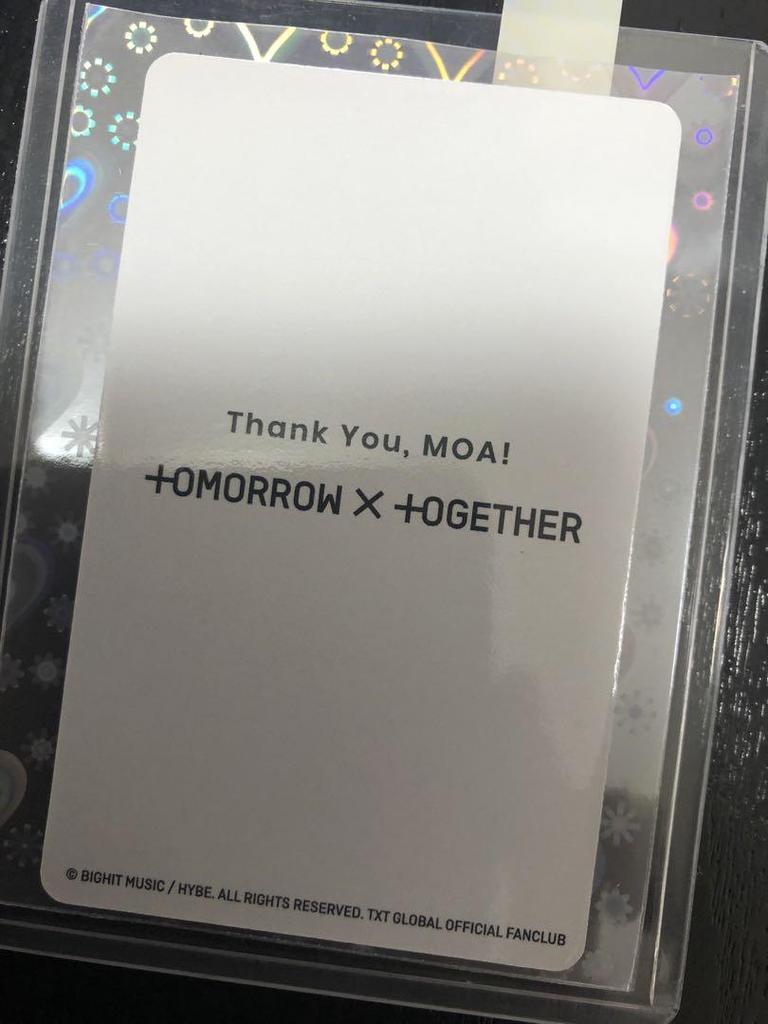 Thank You, MOA!
TOMORROW X TOGETHER
© BIGHIT MUSIC / HYBE. ALL RIGHTS RESERVED. TXT GLOBAL OFFICIAL FANCLUB